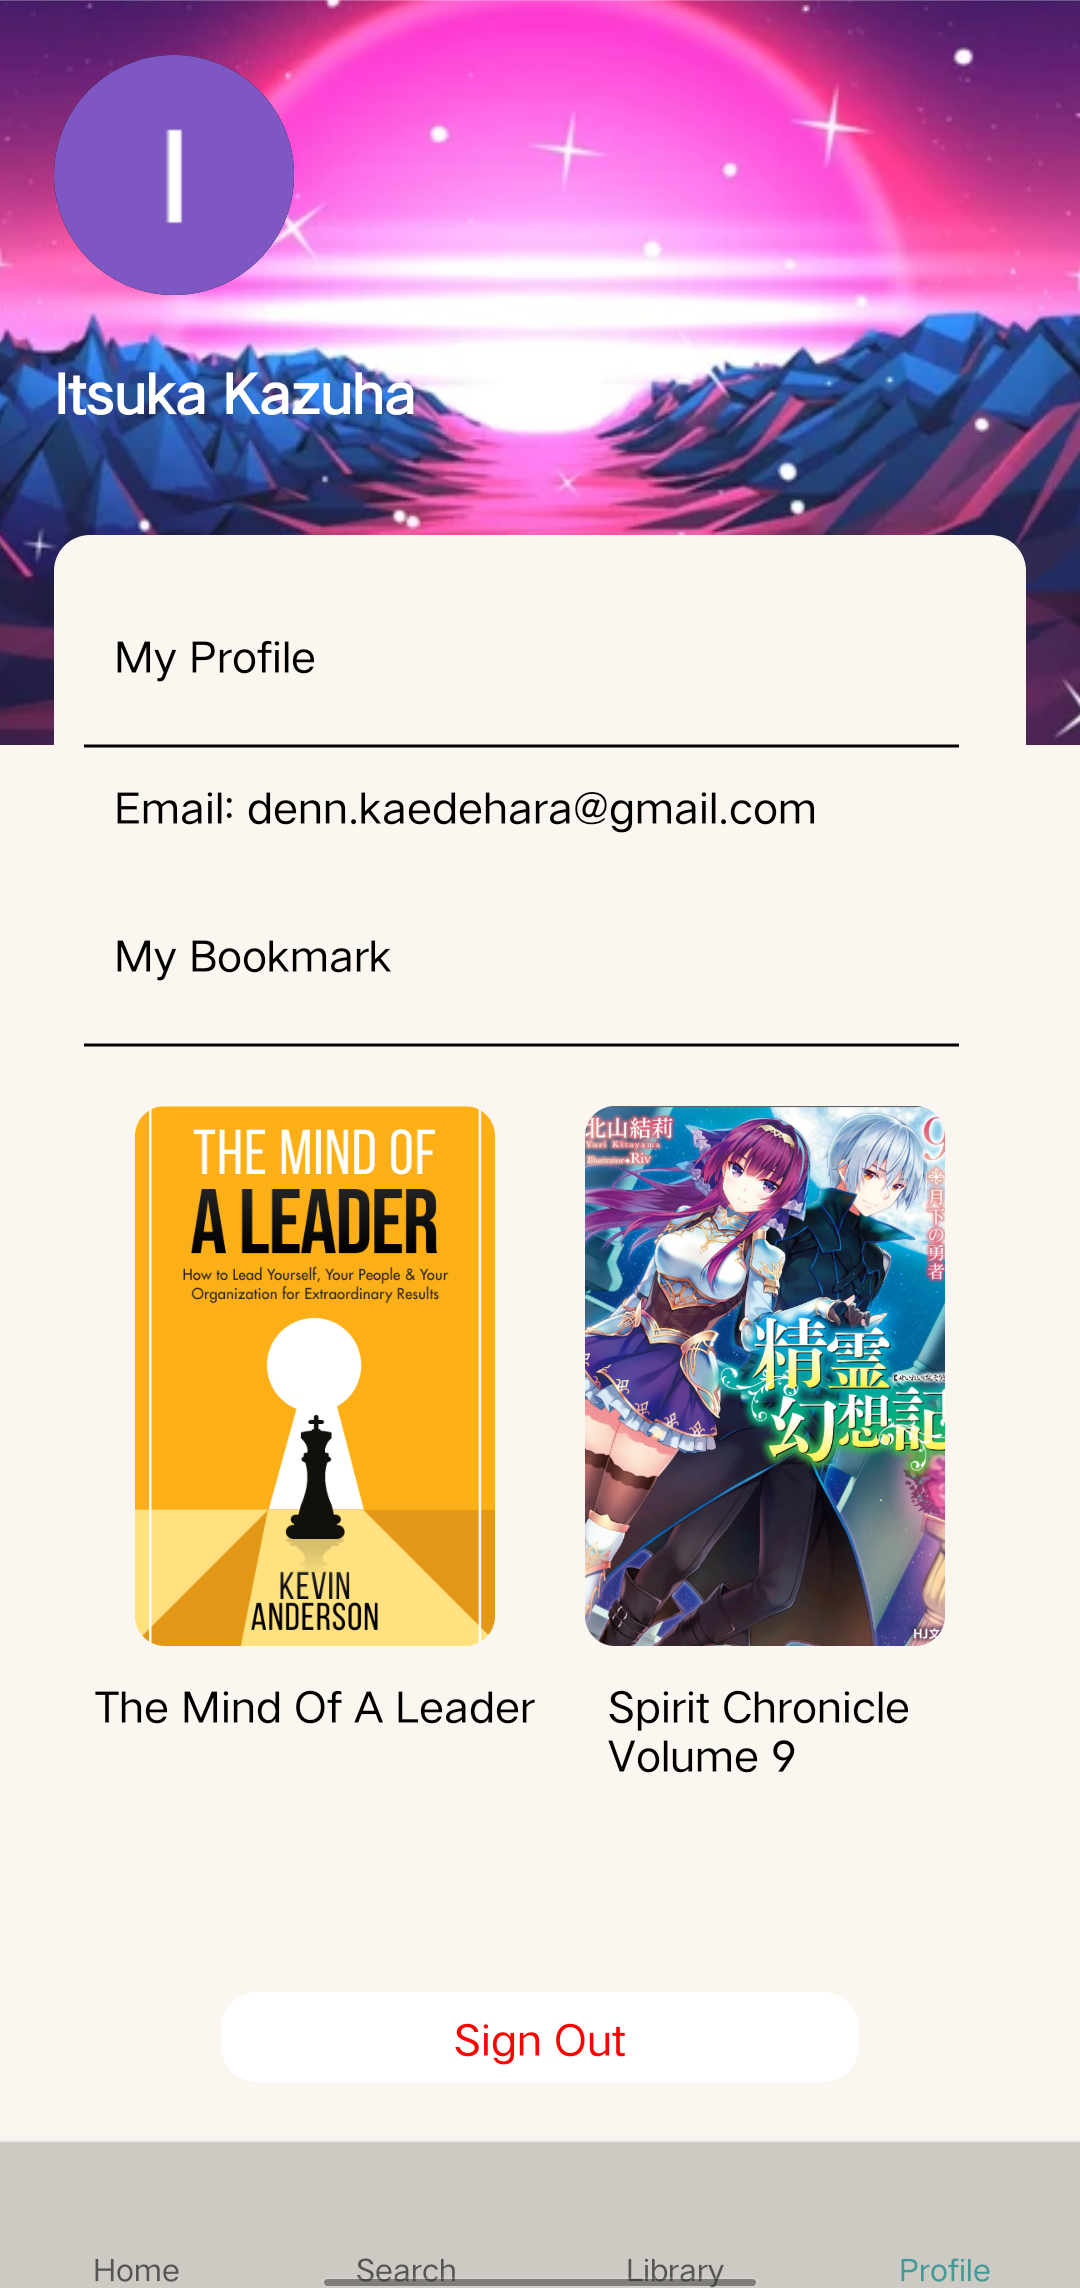 I
Itsuka Kazuha
My Profile
Email: denn.kaedehara@gmail.com
My Bookmark
THE MIND OF
A LEADER
How to Lead Yourself, Your People & Your
Organization for Extraordinary Results
KEVIN
ANDERSON
北山結莉
Yuri Kitayama
Illustrator◆Riv
9
月下の勇者
精霊
幻想記
HJ文
The Mind Of A Leader
Spirit Chronicle
Volume 9
Sign Out
Home
Search
Library
Profile